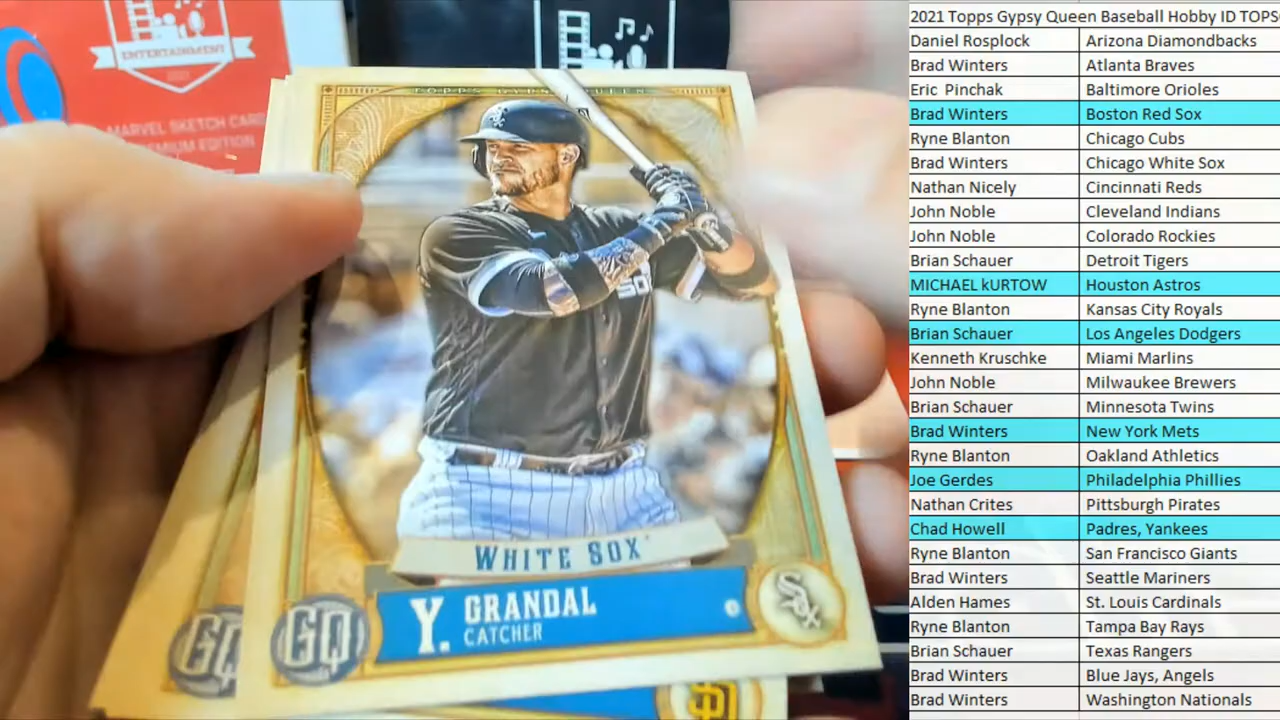 ENTERTAINMENT
MARVEL SKETCH CARD
PREMIUM EDITION
TOPPS GYPSY QUEEN
SOX
WHITE SOX
Y. GRANDAL
CATCHER
GQ
Sox
GQ
SD
2021 Topps Gypsy Queen Baseball Hobby ID TOPS
Daniel Rosplock Arizona Diamondbacks
Brad Winters Atlanta Braves
Eric Pinchak Baltimore Orioles
Brad Winters Boston Red Sox
Ryne Blanton Chicago Cubs
Brad Winters Chicago White Sox
Nathan Nicely Cincinnati Reds
John Noble Cleveland Indians
John Noble Colorado Rockies
Brian Schauer Detroit Tigers
MICHAEL kURTOW Houston Astros
Ryne Blanton Kansas City Royals
Brian Schauer Los Angeles Dodgers
Kenneth Kruschke Miami Marlins
John Noble Milwaukee Brewers
Brian Schauer Minnesota Twins
Brad Winters New York Mets
Ryne Blanton Oakland Athletics
Joe Gerdes Philadelphia Phillies
Nathan Crites Pittsburgh Pirates
Chad Howell Padres, Yankees
Ryne Blanton San Francisco Giants
Brad Winters Seattle Mariners
Alden Hames St. Louis Cardinals
Ryne Blanton Tampa Bay Rays
Brian Schauer Texas Rangers
Brad Winters Blue Jays, Angels
Brad Winters Washington Nationals